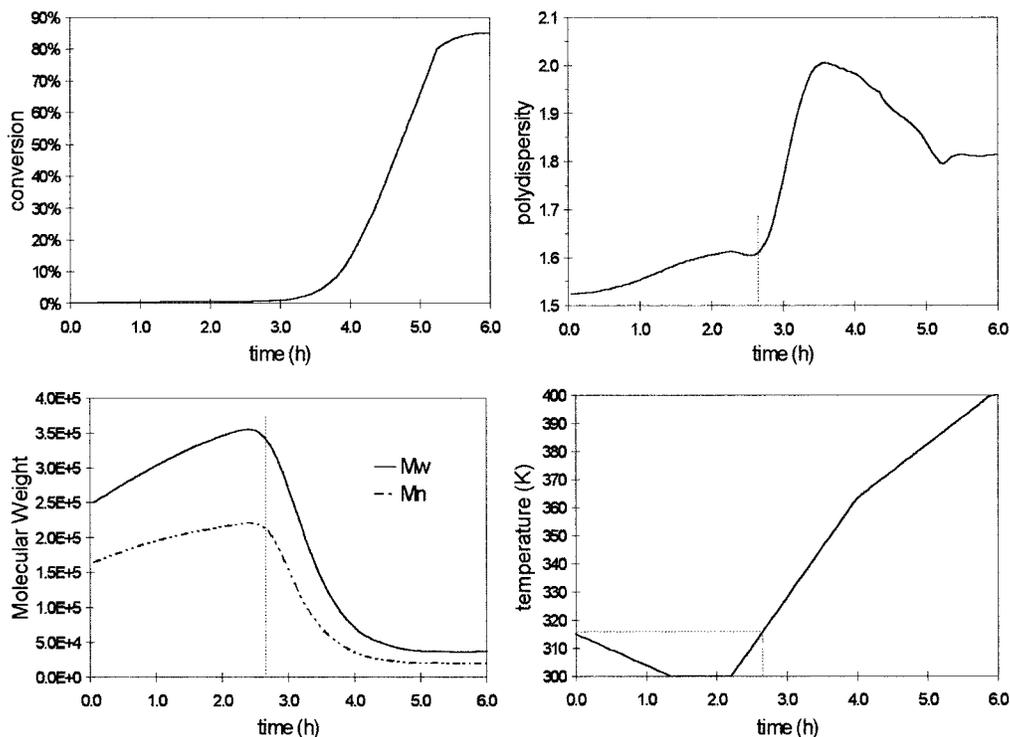 90%
80%
70%
60%
50%
40%
30%
20%
10%
0%
conversion
0.0 1.0 2.0 3.0 4.0 5.0 6.0
time (h)
2.1
2.0
1.9
1.8
1.7
1.6
1.5
polydispersity
0.0 1.0 2.0 3.0 4.0 5.0 6.0
time (h)
4.0E+5
3.5E+5
3.0E+5
2.5E+5
2.0E+5
1.5E+5
1.0E+5
5.0E+4
0.0E+0
Molecular Weight
Mw
Mn
0.0 1.0 2.0 3.0 4.0 5.0 6.0
time (h)
400
390
380
370
360
350
340
330
320
310
300
temperature (K)
0.0 1.0 2.0 3.0 4.0 5.0 6.0
time (h)